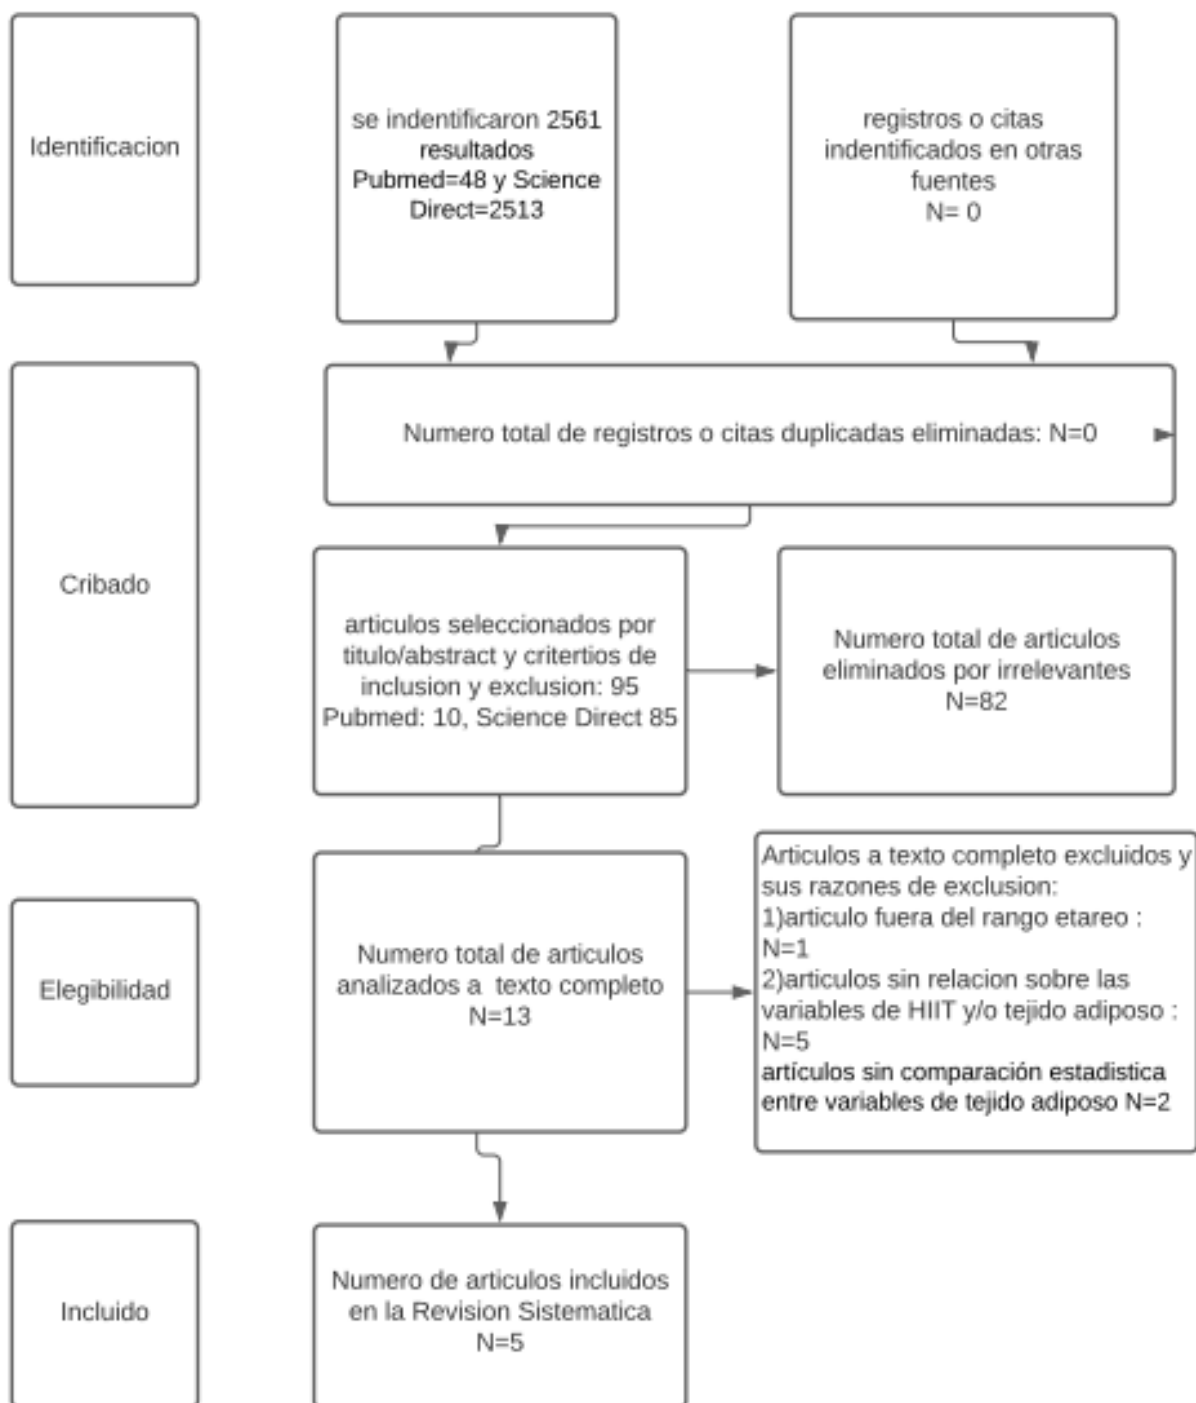 Identificacion
se indentificaron 2561
resultados
Pubmed=48 y Science
Direct=2513
registros o citas
indentificados en otras
fuentes
N= 0
Cribado
Numero total de registros o citas duplicadas eliminadas: N=0
articulos seleccionados por
titulo/abstract y critertios de
inclusion y exclusion: 95
Pubmed: 10, Science Direct 85
Numero total de articulos
eliminados por irrelevantes
N=82
Elegibilidad
Numero total de articulos
analizados a texto completo
N=13
Articulos a texto completo excluidos y
sus razones de exclusion:
1)articulo fuera del rango etareo :
N=1
2)articulos sin relacion sobre las
variables de HIIT y/o tejido adiposo :
N=5
artículos sin comparación estadistica
entre variables de tejido adiposo N=2
Incluido
Numero de articulos incluidos
en la Revision Sistematica
N=5